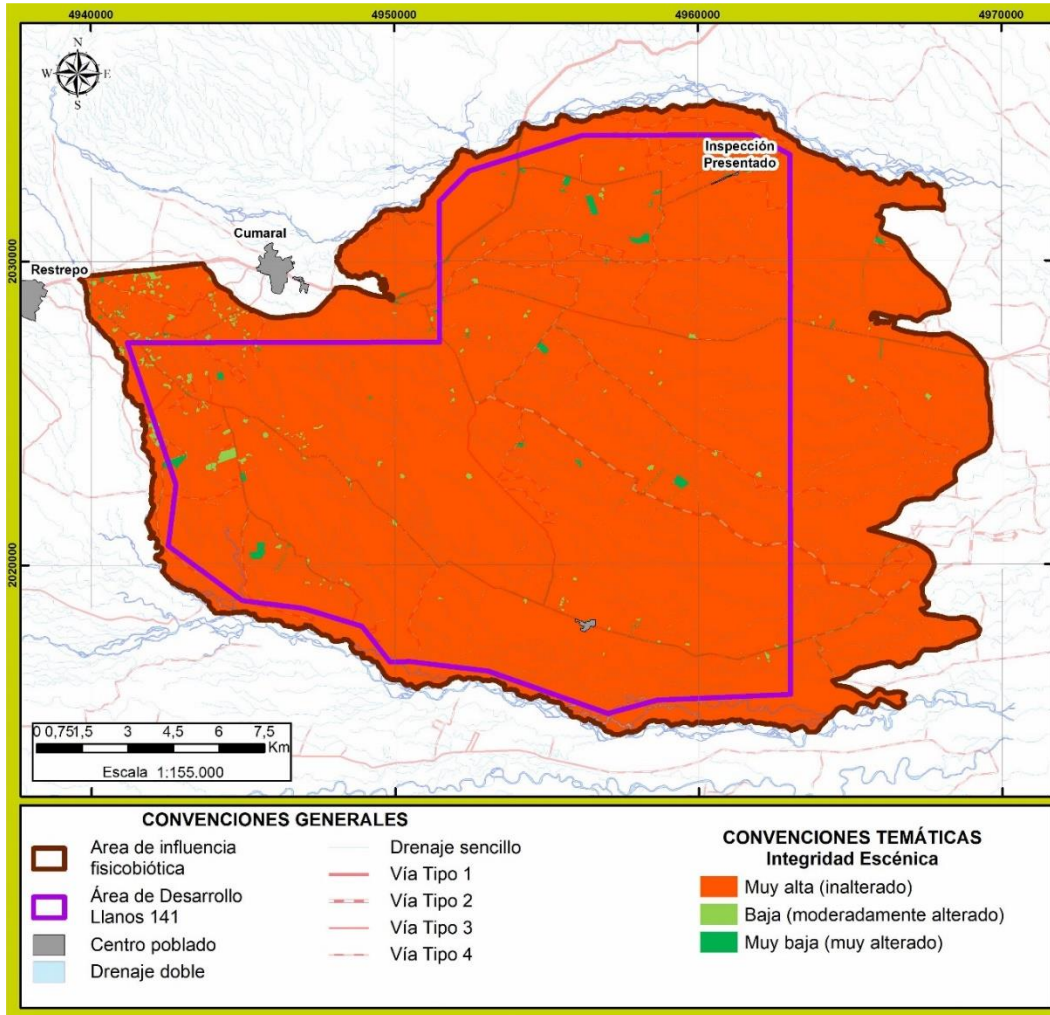 4940000
4950000
4960000
4970000
N
W
E
S
Inspección
Presentado
Cumaral
Restrepo
2030000
2020000
0 0,751,5 3 4,5 6 7,5
Km
Escala 1:155.000
CONVENCIONES GENERALES
Area de influencia
fisicobiótica
Área de Desarrollo
Llanos 141
Centro poblado
Drenaje doble
Drenaje sencillo
Vía Tipo 1
Vía Tipo 2
Vía Tipo 3
Vía Tipo 4
CONVENCIONES TEMÁTICAS
Integridad Escénica
Muy alta (inalterado)
Baja (moderadamente alterado)
Muy baja (muy alterado)